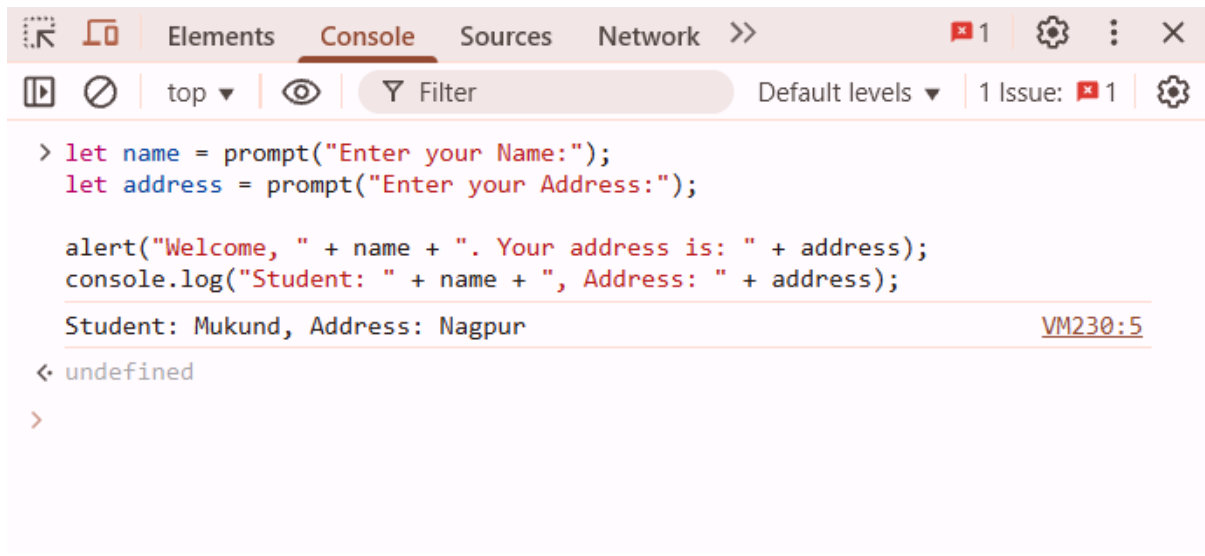 Elements Console Sources Network 1
top Filter Default levels 1 Issue: 1
let name = prompt("Enter your Name:");
let address = prompt("Enter your Address:");
alert("Welcome, " + name + ". Your address is: " + address);
console.log("Student: " + name + ", Address: " + address);
Student: Mukund, Address: Nagpur VM230:5
undefined